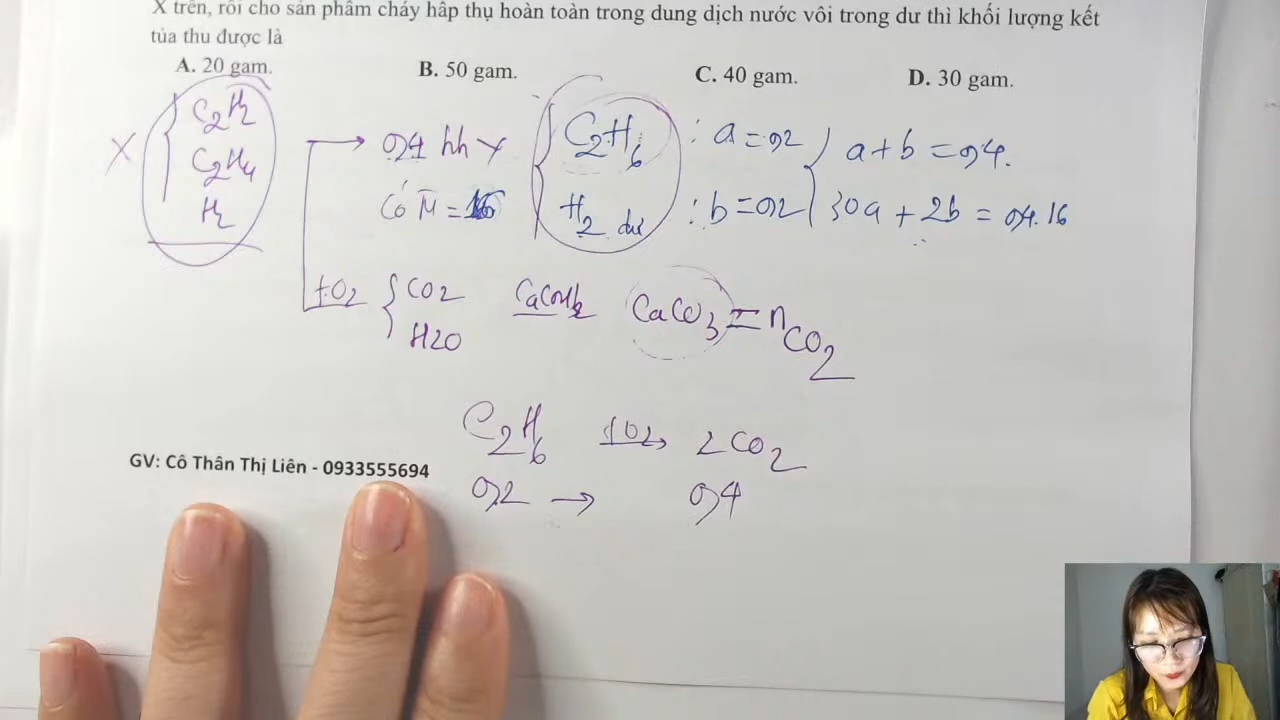 X trên, rồi cho sản phẩm cháy hấp thụ hoàn toàn trong dung dịch nước vôi trong dư thì khối lượng kết
tủa thu được là
A. 20 gam. B. 50 gam. C. 40 gam. D. 30 gam.
X { C2H2 C2H4 H2
0,4 hh Y { C2H6 : a = 0,2 } a + b = 0,4.
có M̅ = 16 H2 dư : b = 0,2 30a + 2b = 0,4.16
+O2 { CO2 H2O Ca(OH)2 CaCO3 = nCO2
C2H6 +O2 → 2CO2
0,2 → 0,4
GV: Cô Thân Thị Liên - 0933555694